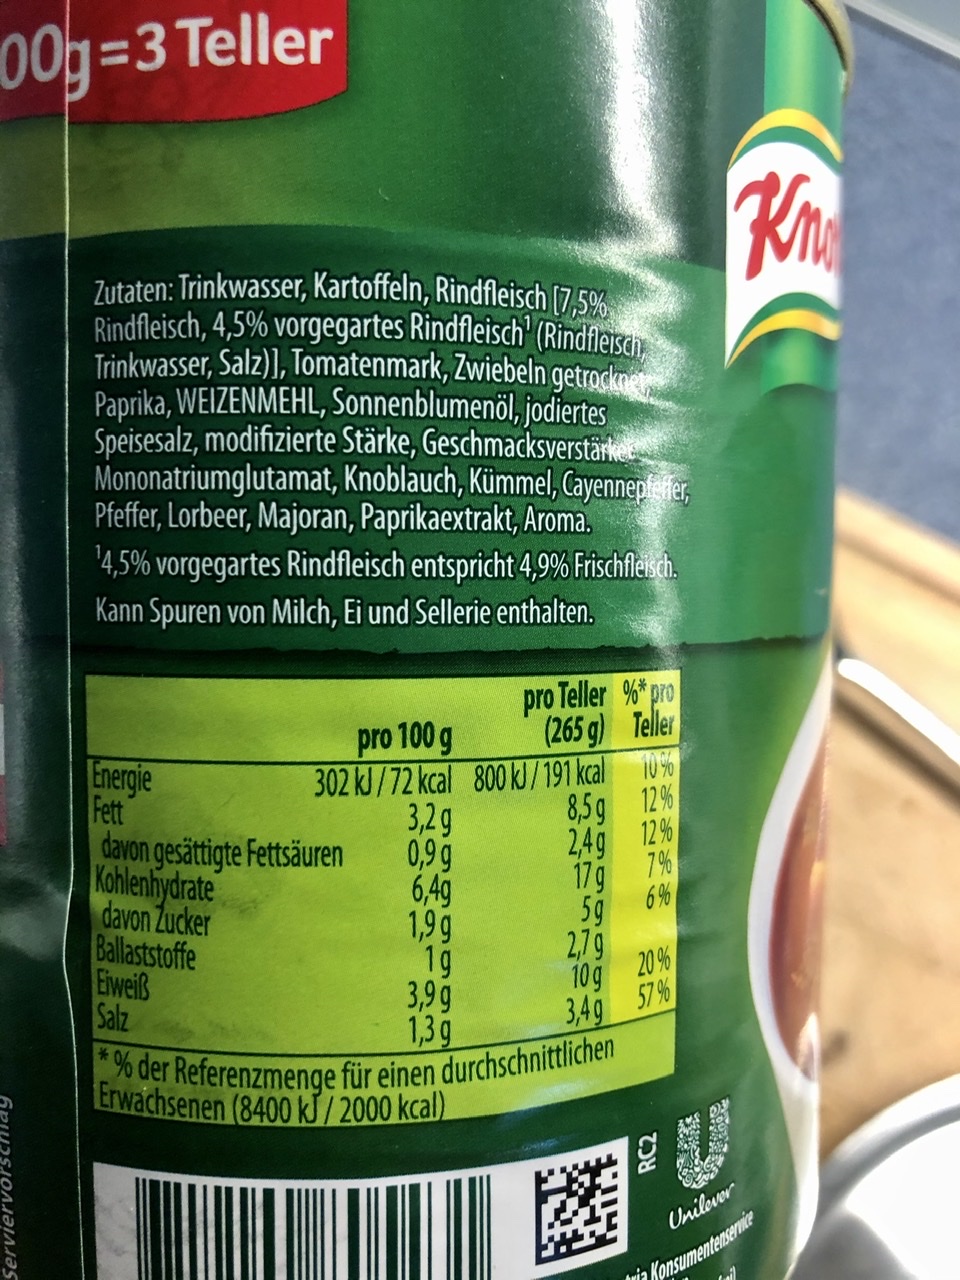 00g=3 Teller
Knor
Zutaten: Trinkwasser, Kartoffeln, Rindfleisch [7,5%
Rindfleisch, 4,5% vorgegartes Rindfleisch¹ (Rindfleisch,
Trinkwasser, Salz)], Tomatenmark, Zwiebeln getrocknet,
Paprika, WEIZENMEHL, Sonnenblumenöl, jodiertes
Speisesalz, modifizierte Stärke, Geschmacksverstärker
Mononatriumglutamat, Knoblauch, Kümmel, Cayennepfeffer,
Pfeffer, Lorbeer, Majoran, Paprikaextrakt, Aroma.
¹4,5% vorgegartes Rindfleisch entspricht 4,9% Frischfleisch.
Kann Spuren von Milch, Ei und Sellerie enthalten.
pro 100 g pro Teller (265 g) %* pro Teller
Energie 302 kJ / 72 kcal 800 kJ / 191 kcal 10%
Fett 3,2 g 8,5 g 12%
davon gesättigte Fettsäuren 0,9 g 2,4 g 12%
Kohlenhydrate 6,4g 17 g 7%
davon Zucker 1,9 g 5 g 6%
Ballaststoffe 1 g 2,7 g
Eiweiß 3,9 g 10 g 20%
Salz 1,3 g 3,4 g 57%
* % der Referenzmenge für einen durchschnittlichen
Erwachsenen (8400 kJ / 2000 kcal)
Serviervorschlag
RC2
Unilever
Konsumentenservice